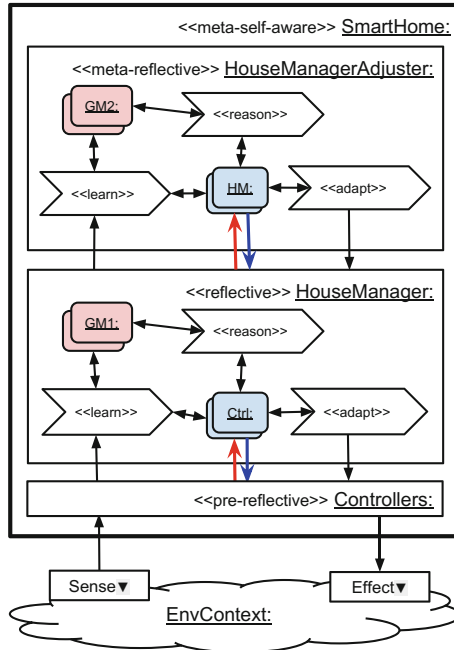 <<meta-self-aware>> SmartHome:
<<meta-reflective>> HouseManagerAdjuster:
GM2:
<<reason>>
<<learn>>
HM:
<<adapt>>
<<reflective>> HouseManager:
GM1:
<<reason>>
<<learn>>
Ctrl:
<<adapt>>
<<pre-reflective>> Controllers:
Sense▼
Effect▼
EnvContext: